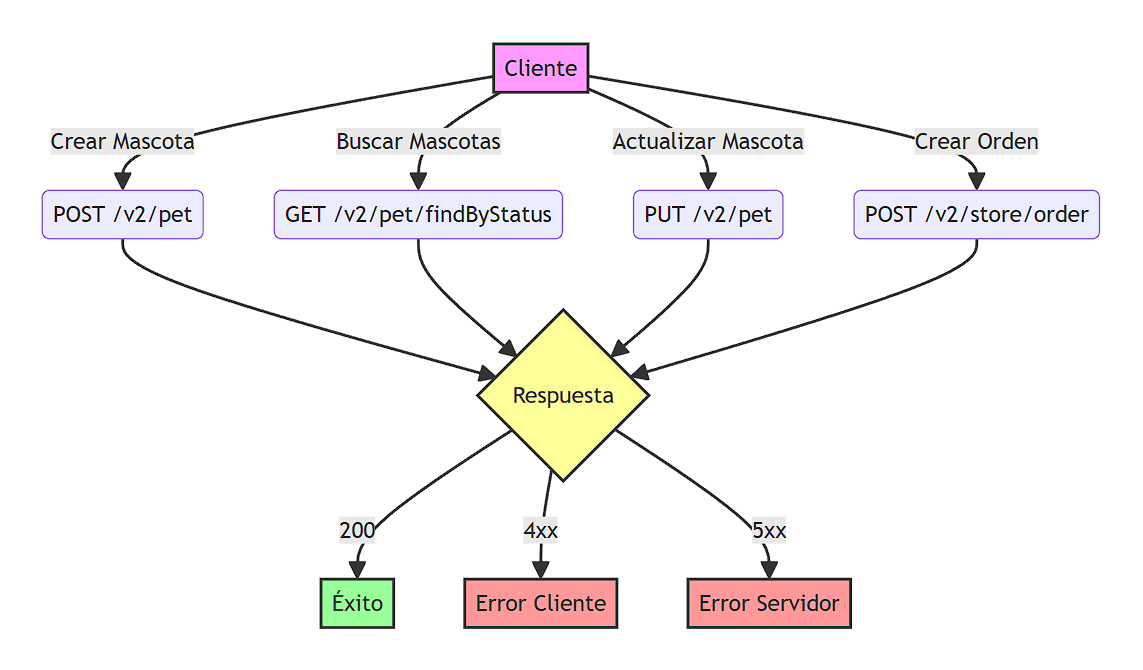 Cliente
Crear Mascota
Buscar Mascotas
Actualizar Mascota
Crear Orden
POST /v2/pet
GET /v2/pet/findByStatus
PUT /v2/pet
POST /v2/store/order
Respuesta
200
4xx
5xx
Éxito
Error Cliente
Error Servidor